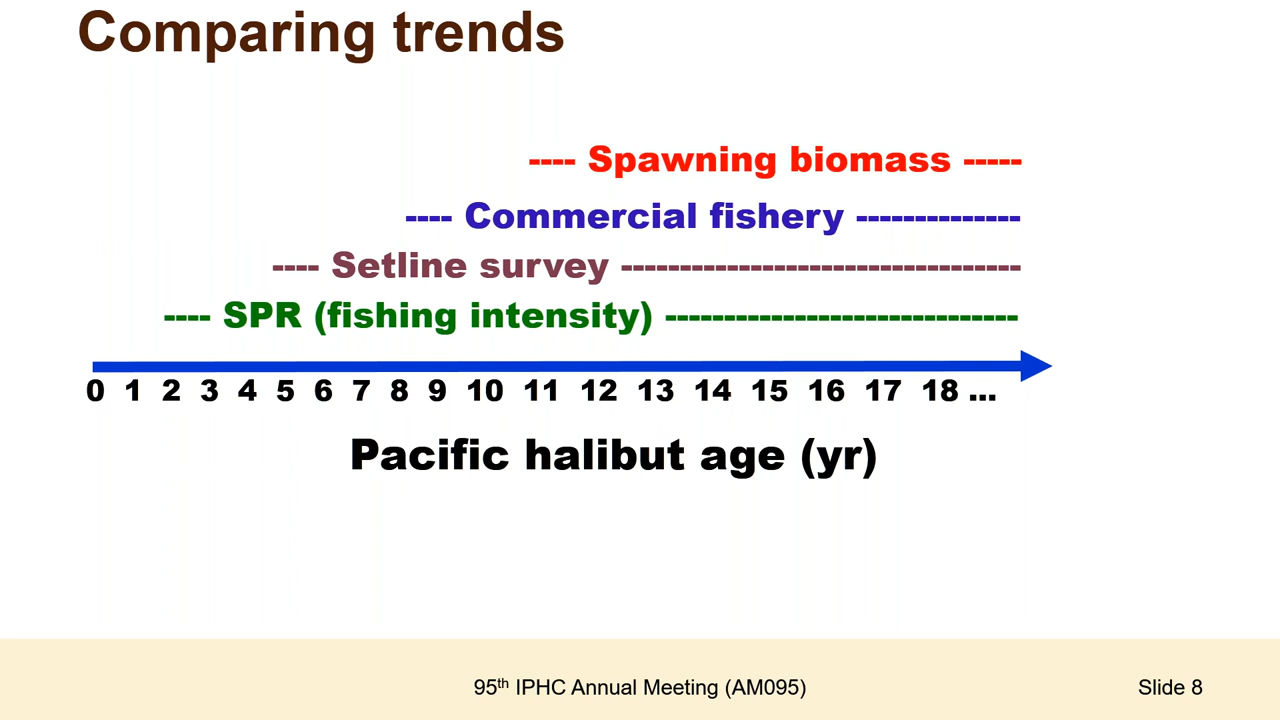 Comparing trends
---- Spawning biomass -----
---- Commercial fishery --------------
---- Setline survey ----------------------------------
---- SPR (fishing intensity) ------------------------------
0 1 2 3 4 5 6 7 8 9 10 11 12 13 14 15 16 17 18 ...
Pacific halibut age (yr)
95th IPHC Annual Meeting (AM095)
Slide 8